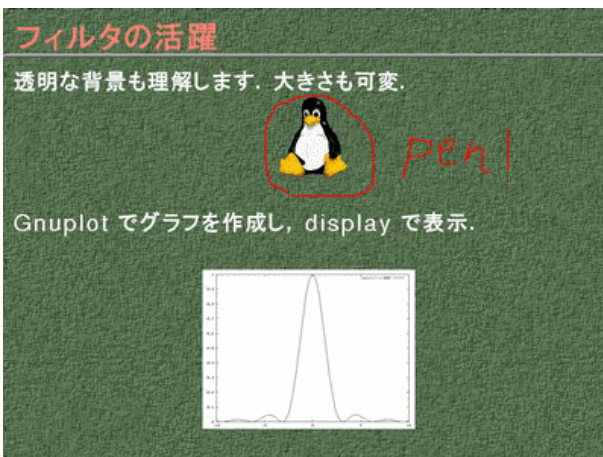 フィルタの活躍
透明な背景も理解します. 大きさも可変.
pen!
Gnuplot でグラフを作成し, display で表示.